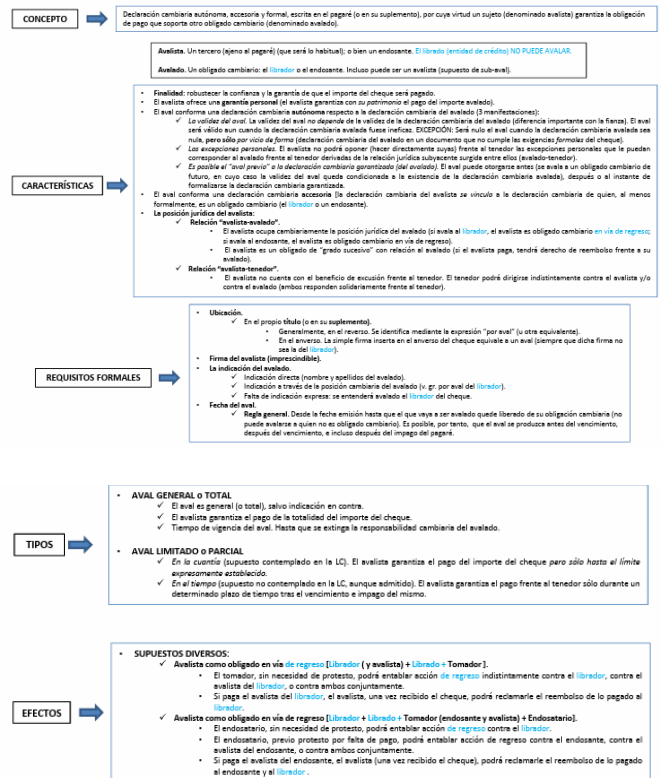 CONCEPTO
Declaración cambiaria autónoma, accesoria y formal, escrita en el pagaré (o en su suplemento), por cuya virtud un sujeto (denominado avalista) garantiza la obligación
de pago que soporta otro obligado cambiario (denominado avalado).
Avalista. Un tercero (ajeno al pagaré) (que será lo habitual); o bien un endosante. El librado (entidad de crédito) NO PUEDE AVALAR.
Avalado. Un obligado cambiario: el librador o el endosante. Incluso puede ser un avalista (supuesto de sub-aval).
CARACTERÍSTICAS
• Finalidad: robustecer la confianza y la garantía de que el importe del cheque será pagado.
• El avalista ofrece una garantía personal (el avalista garantiza con su patrimonio el pago del importe avalado).
• El aval conforma una declaración cambiaria autónoma respecto a la declaración cambiaria del avalado (3 manifestaciones):
✓ La validez del aval. La validez del aval no depende de la validez de la declaración cambiaria del avalado (diferencia importante con la fianza). El aval
será válido aun cuando la declaración cambiaria avalada fuese ineficaz. EXCEPCIÓN: Será nulo el aval cuando la declaración cambiaria avalada sea
nula, pero sólo por vicio de forma (declaración cambiaria del avalado en un documento que no cumple las exigencias formales del cheque).
✓ Las excepciones personales. El avalista no podrá oponer (hacer directamente suyas) frente al tenedor las excepciones personales que le puedan
corresponder al avalado frente al tenedor derivadas de la relación jurídica subyacente surgida entre ellos (avalado-tenedor).
✓ Es posible el "aval previo" a la declaración cambiaria garantizada (del avalado). El aval puede otorgarse antes (se avala a un obligado cambiario de
futuro, en cuyo caso la validez del aval queda condicionada a la existencia de la declaración cambiaria avalada), después o al instante de
formalizarse la declaración cambiaria garantizada.
• El aval conforma una declaración cambiaria accesoria [la declaración cambiaria del avalista se vincula a la declaración cambiaria de quien, al menos
formalmente, es un obligado cambiario (el librador o un endosante).
• La posición jurídica del avalista:
✓ Relación "avalista-avalado".
• El avalista ocupa cambiariamente la posición jurídica del avalado (si avala al librador, el avalista es obligado cambiario en vía de regreso;
si avala al endosante, el avalista es obligado cambiario en vía de regreso).
• El avalista es un obligado de "grado sucesivo" con relación al avalado (si el avalista paga, tendrá derecho de reembolso frente a su
avalado).
✓ Relación "avalista-tenedor".
• El avalista no cuenta con el beneficio de excusión frente al tenedor. El tenedor podrá dirigirse indistintamente contra el avalista y/o
contra el avalado (ambos responden solidariamente frente al tenedor).
REQUISITOS FORMALES
• Ubicación.
✓ En el propio título (o en su suplemento).
• Generalmente, en el reverso. Se identifica mediante la expresión "por aval" (u otra equivalente).
• En el anverso. La simple firma inserta en el anverso del cheque equivale a un aval (siempre que dicha firma no
sea la del librador).
• Firma del avalista (imprescindible).
• La indicación del avalado.
✓ Indicación directa (nombre y apellidos del avalado).
✓ Indicación a través de la posición cambiaria del avalado (v. gr. por aval del librador).
✓ Falta de indicación expresa: se entenderá avalado el librador del cheque.
• Fecha del aval.
✓ Regla general. Desde la fecha emisión hasta que el que vaya a ser avalado quede liberado de su obligación cambiaria (no
puede avalarse a quien no es obligado cambiario). Es posible, por tanto, que el aval se produzca antes del vencimiento,
después del vencimiento, e incluso después del impago del pagaré.
TIPOS
• AVAL GENERAL o TOTAL
✓ El aval es general (o total), salvo indicación en contra.
✓ El avalista garantiza el pago de la totalidad del importe del cheque.
✓ Tiempo de vigencia del aval. Hasta que se extinga la responsabilidad cambiaria del avalado.
• AVAL LIMITADO o PARCIAL
✓ En la cuantía (supuesto contemplado en la LC). El avalista garantiza el pago del importe del cheque pero sólo hasta el límite
expresamente establecido.
✓ En el tiempo (supuesto no contemplado en la LC, aunque admitido). El avalista garantiza el pago frente al tenedor sólo durante un
determinado plazo de tiempo tras el vencimiento e impago del mismo.
EFECTOS
• SUPUESTOS DIVERSOS:
✓ Avalista como obligado en vía de regreso [Librador ( y avalista) + Librado + Tomador ].
• El tomador, sin necesidad de protesto, podrá entablar acción de regreso indistintamente contra el librador, contra el
avalista del librador, o contra ambos conjuntamente.
• Si paga el avalista del librador, el avalista, una vez recibido el cheque, podrá reclamarle el reembolso de lo pagado al
librador.
✓ Avalista como obligado en vía de regreso [Librador + Librado + Tomador (endosante y avalista) + Endosatario].
• El endosatario, sin necesidad de protesto, podrá entablar acción de regreso contra el librador.
• El endosatario, previo protesto por falta de pago, podrá entablar acción de regreso contra el endosante, contra el
avalista del endosante, o contra ambos conjuntamente.
• Si paga el avalista del endosante, el avalista (una vez recibido el cheque), podrá reclamarle el reembolso de lo pagado
al endosante y al librador .